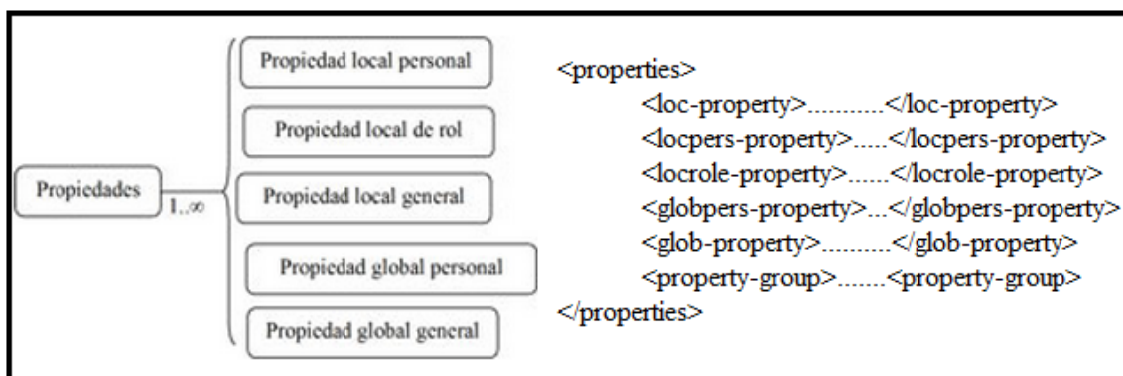 Propiedades
1..∞
Propiedad local personal
Propiedad local de rol
Propiedad local general
Propiedad global personal
Propiedad global general
<properties>
<loc-property>...........</loc-property>
<locpers-property>.....</locpers-property>
<locrole-property>......</locrole-property>
<globpers-property>...</globpers-property>
<glob-property>..........</glob-property>
<property-group>.......<property-group>
</properties>